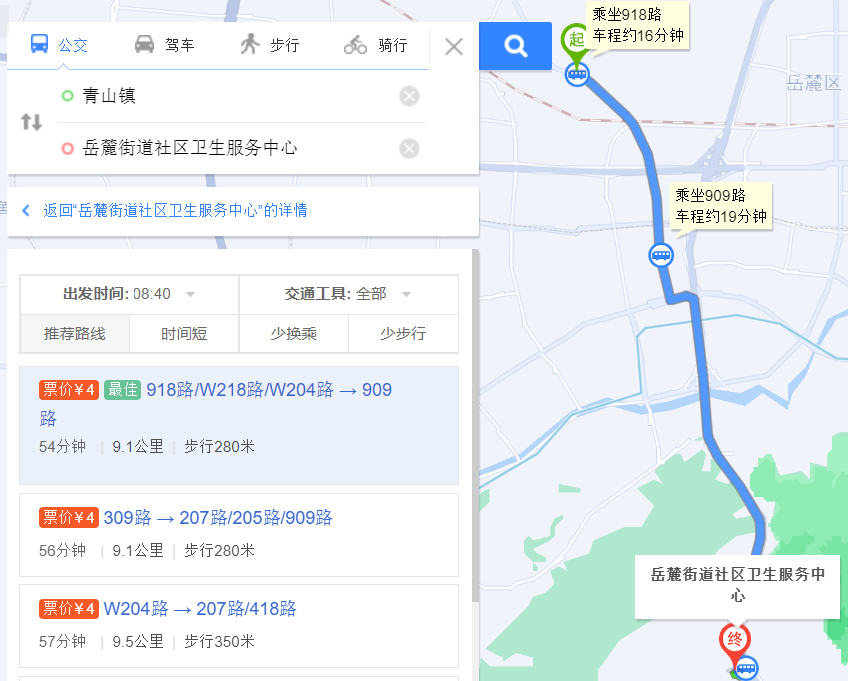 公交
驾车
步行
骑行
青山镇
岳麓街道社区卫生服务中心
返回“岳麓街道社区卫生服务中心”的详情
出发时间: 08:40
交通工具: 全部
推荐路线
时间短
少换乘
少步行
票价¥4 最佳 918路/W218路/W204路 → 909
路
54分钟 | 9.1公里 | 步行280米
票价¥4 309路 → 207路/205路/909路
56分钟 | 9.1公里 | 步行280米
票价¥4 W204路 → 207路/418路
57分钟 | 9.5公里 | 步行350米
乘坐918路
车程约16分钟
起
岳麓区
乘坐909路
车程约19分钟
岳麓街道社区卫生服务中
心
终